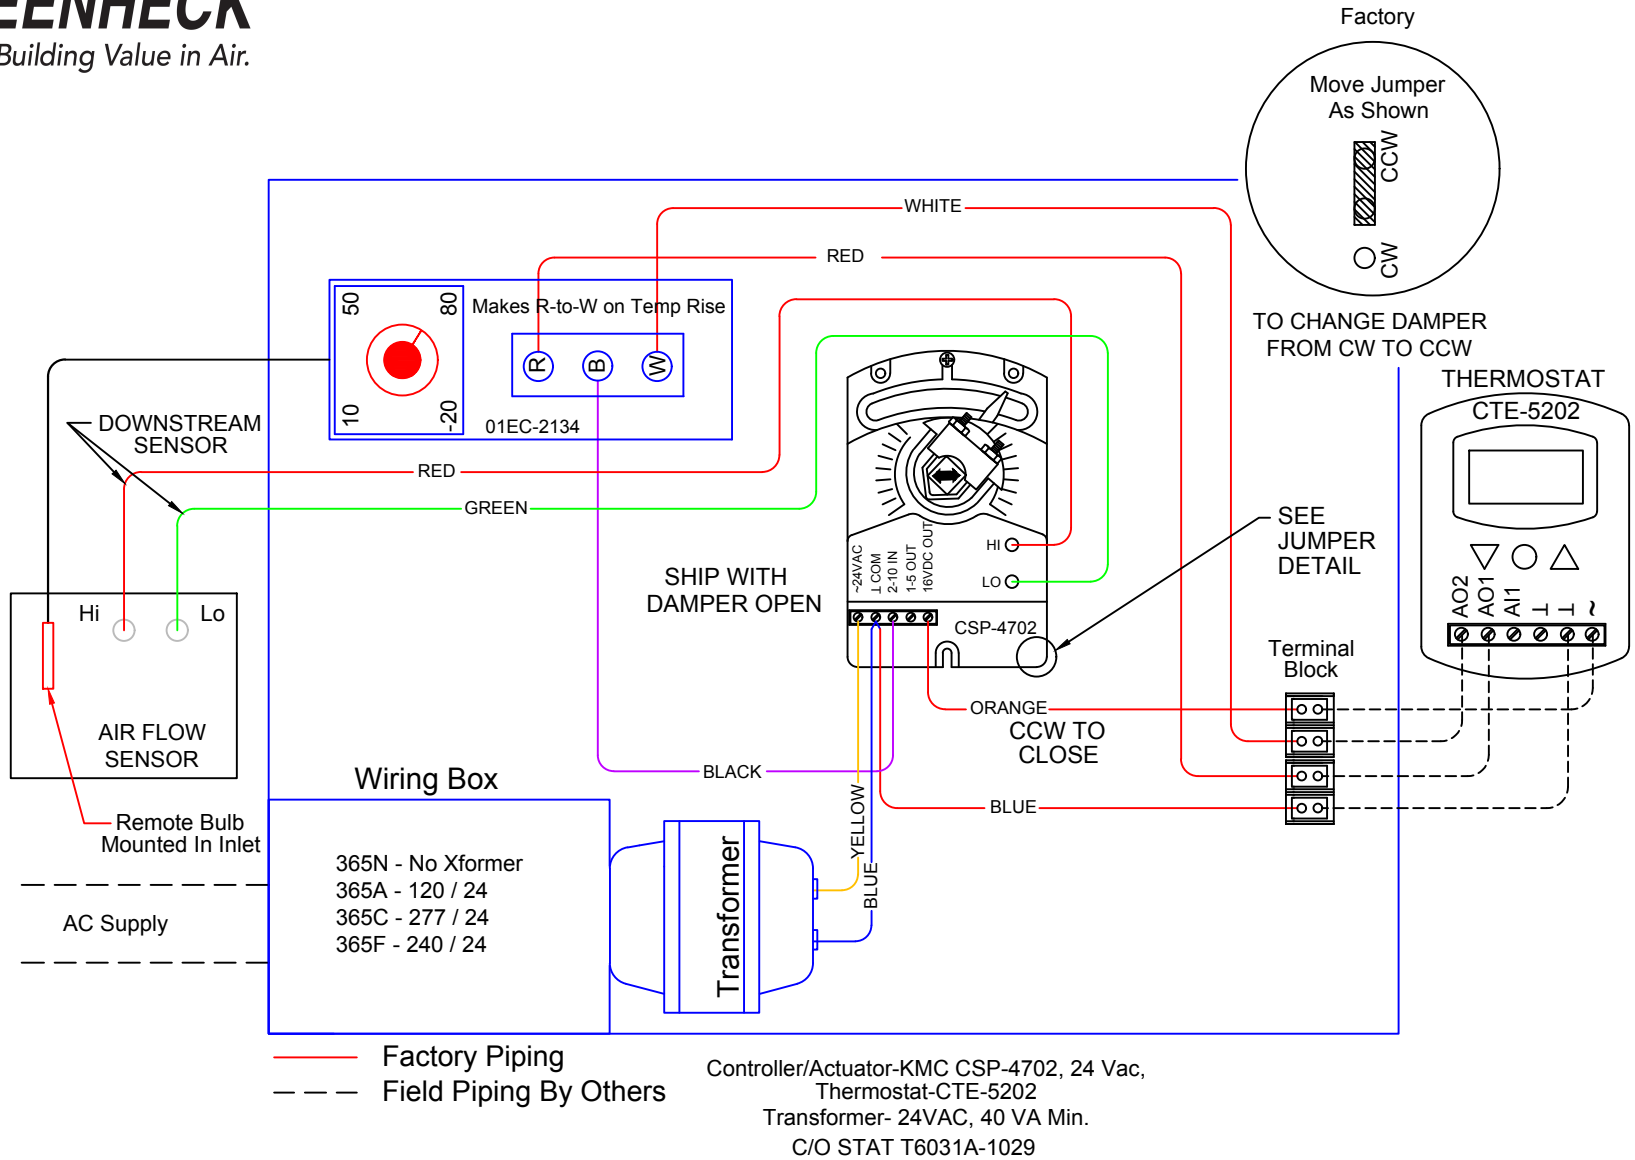 EENHECK
Building Value in Air.
Factory
Move Jumper
As Shown
CCW
CW
TO CHANGE DAMPER
FROM CW TO CCW
WHITE
RED
50
80
10
-20
Makes R-to-W on Temp Rise
R
B
W
01EC-2134
DOWNSTREAM
SENSOR
RED
GREEN
THERMOSTAT
CTE-5202
AO2
AO1
AI1
⊥
⊥
~
SEE
JUMPER
DETAIL
SHIP WITH
DAMPER OPEN
~24VAC
⊥ COM
2-10 IN
1-5 OUT
16VDC OUT
HI
LO
CSP-4702
Hi
Lo
AIR FLOW
SENSOR
Remote Bulb
Mounted In Inlet
Terminal
Block
ORANGE
CCW TO
CLOSE
BLACK
BLUE
YELLOW
BLUE
Wiring Box
365N - No Xformer
365A - 120 / 24
365C - 277 / 24
365F - 240 / 24
Transformer
AC Supply
Factory Piping
Field Piping By Others
Controller/Actuator-KMC CSP-4702, 24 Vac,
Thermostat-CTE-5202
Transformer- 24VAC, 40 VA Min.
C/O STAT T6031A-1029